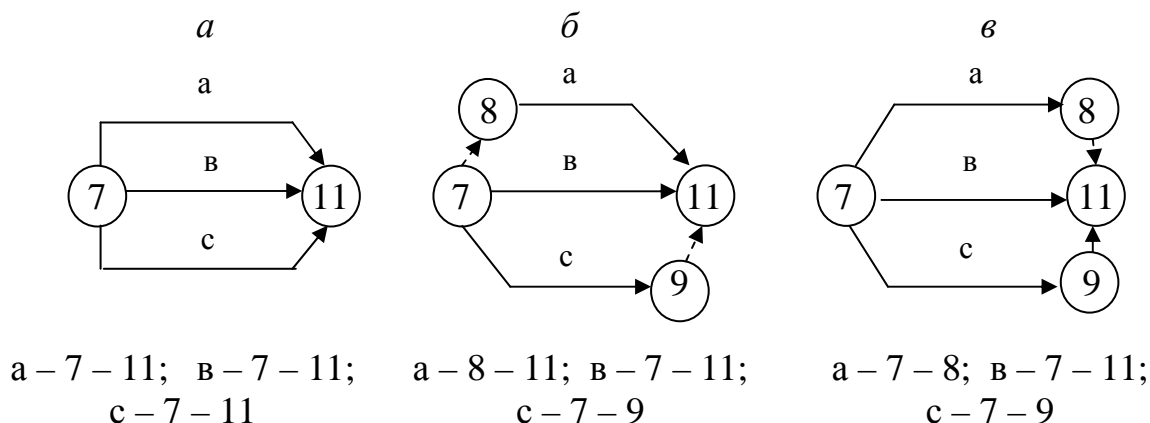 а б в
а
7 в 11
с
8 а
7 в 11
с 9
а 8
7 в 11
с 9
а – 7 – 11; в – 7 – 11;
с – 7 – 11
а – 8 – 11; в – 7 – 11;
с – 7 – 9
а – 7 – 8; в – 7 – 11;
с – 7 – 9